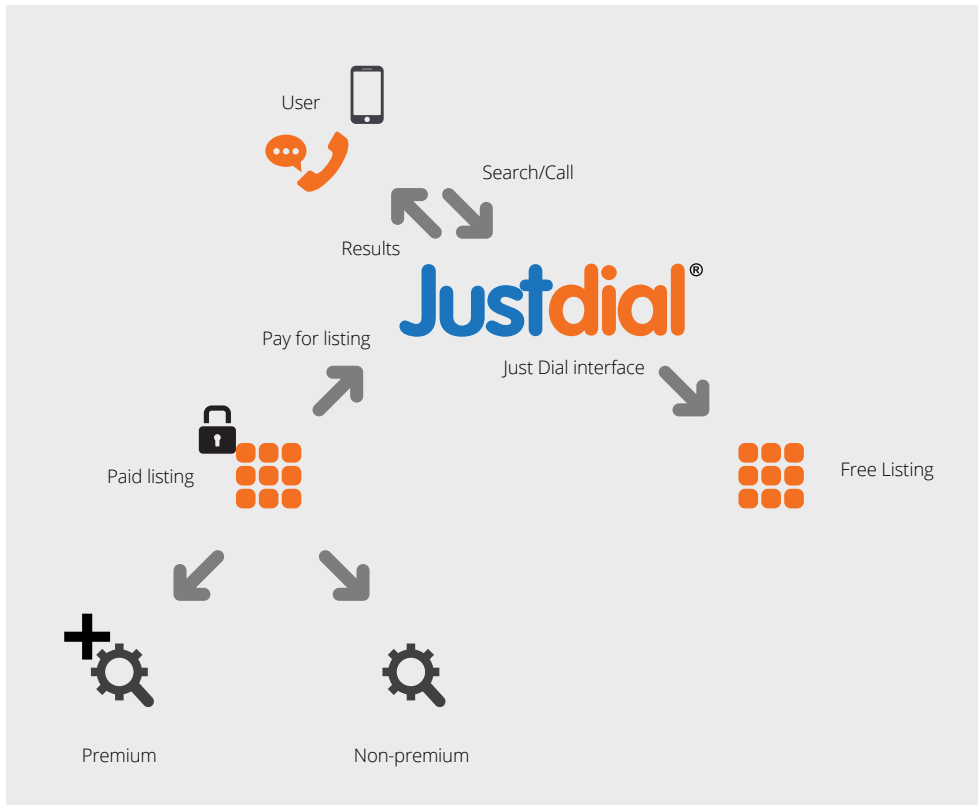 User
Search/Call
Results
Justdial®
Pay for listing
Just Dial interface
Paid listing
Free Listing
Premium
Non-premium